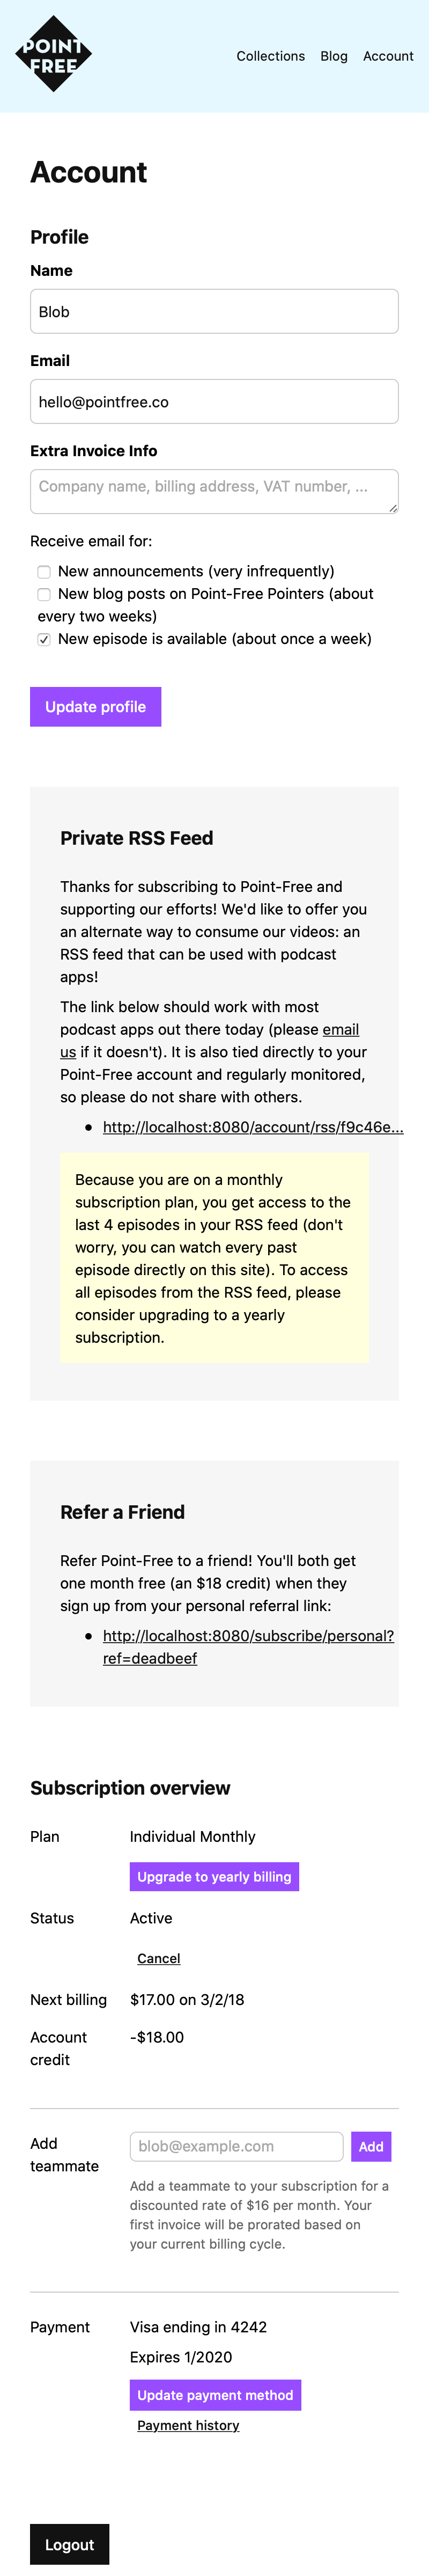 POINT
FREE
Collections Blog Account
Account
Profile
Name
Blob
Email
hello@pointfree.co
Extra Invoice Info
Company name, billing address, VAT number, ...
Receive email for:
New announcements (very infrequently)
New blog posts on Point-Free Pointers (about
every two weeks)
New episode is available (about once a week)
Update profile
Private RSS Feed
Thanks for subscribing to Point-Free and
supporting our efforts! We'd like to offer you
an alternate way to consume our videos: an
RSS feed that can be used with podcast
apps!
The link below should work with most
podcast apps out there today (please email
us if it doesn't). It is also tied directly to your
Point-Free account and regularly monitored,
so please do not share with others.
http://localhost:8080/account/rss/f9c46e...
Because you are on a monthly
subscription plan, you get access to the
last 4 episodes in your RSS feed (don't
worry, you can watch every past
episode directly on this site). To access
all episodes from the RSS feed, please
consider upgrading to a yearly
subscription.
Refer a Friend
Refer Point-Free to a friend! You'll both get
one month free (an $18 credit) when they
sign up from your personal referral link:
http://localhost:8080/subscribe/personal?
ref=deadbeef
Subscription overview
Plan Individual Monthly
Upgrade to yearly billing
Status Active
Cancel
Next billing $17.00 on 3/2/18
Account -$18.00
credit
Add blob@example.com Add
teammate
Add a teammate to your subscription for a
discounted rate of $16 per month. Your
first invoice will be prorated based on
your current billing cycle.
Payment Visa ending in 4242
Expires 1/2020
Update payment method
Payment history
Logout